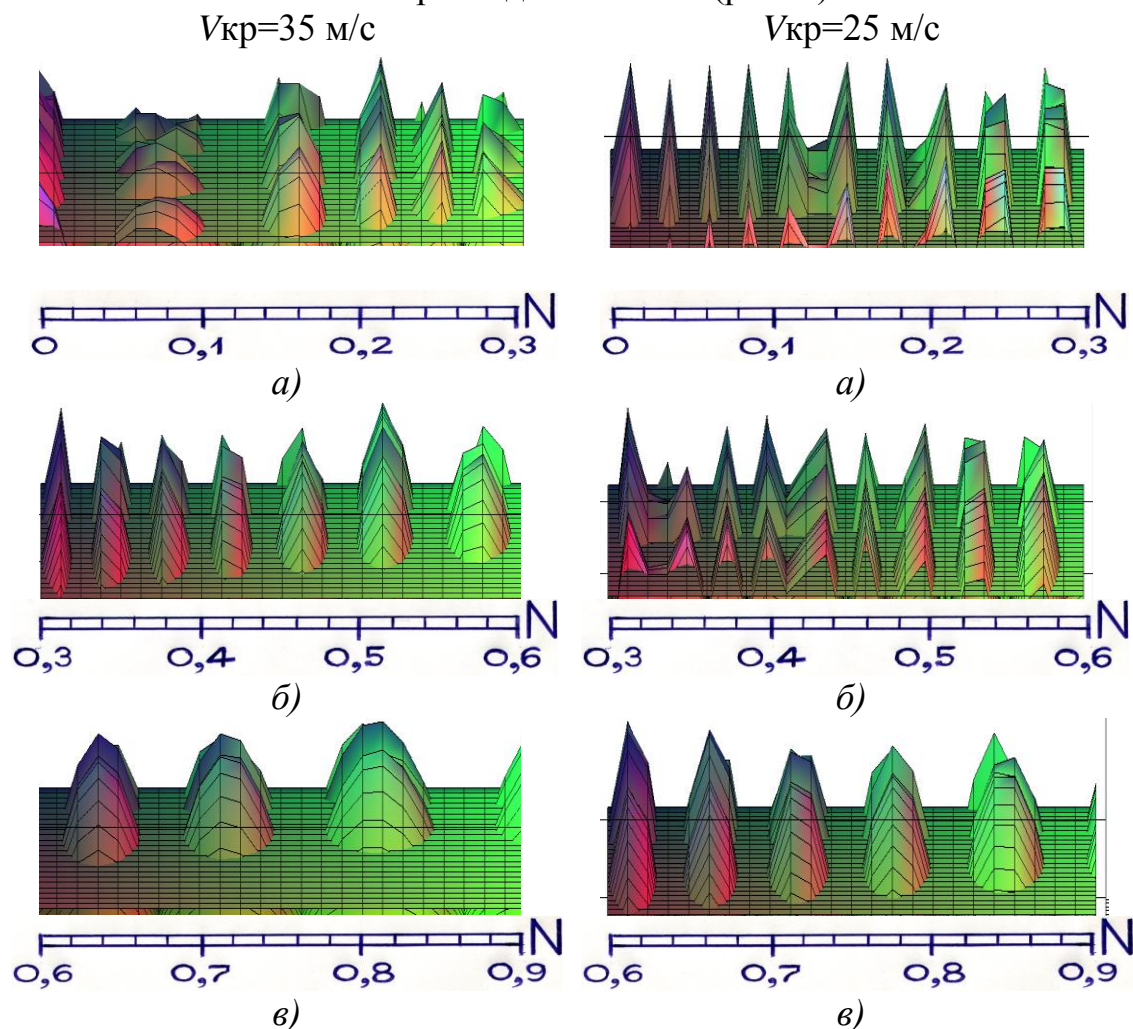 Vкр=35 м/с Vкр=25 м/с
0 0,1 0,2 0,3 N 0 0,1 0,2 0,3 N
а) а)
0,3 0,4 0,5 0,6 N 0,3 0,4 0,5 0,6 N
б) б)
0,6 0,7 0,8 0,9 N 0,6 0,7 0,8 0,9 N
в) в)